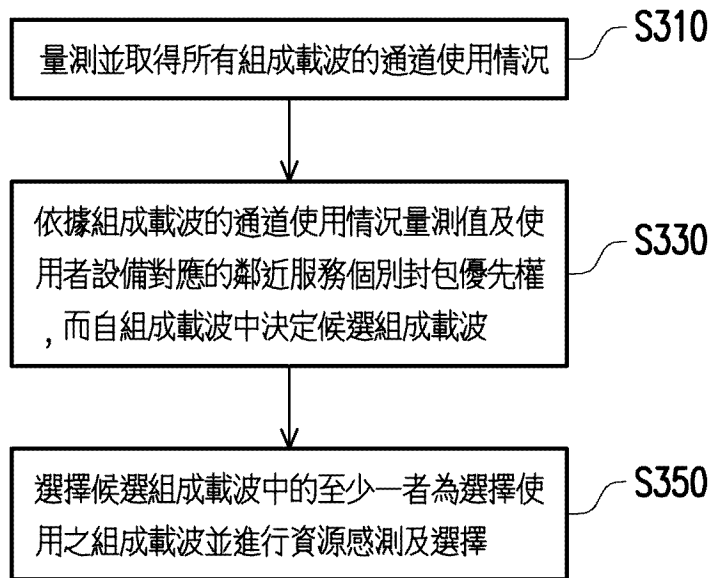 量測並取得所有組成載波的通道使用情況
S310
依據組成載波的通道使用情況量測值及使
用者設備對應的鄰近服務個別封包優先權
,而自組成載波中決定候選組成載波
S330
選擇候選組成載波中的至少一者為選擇使
用之組成載波並進行資源感測及選擇
S350